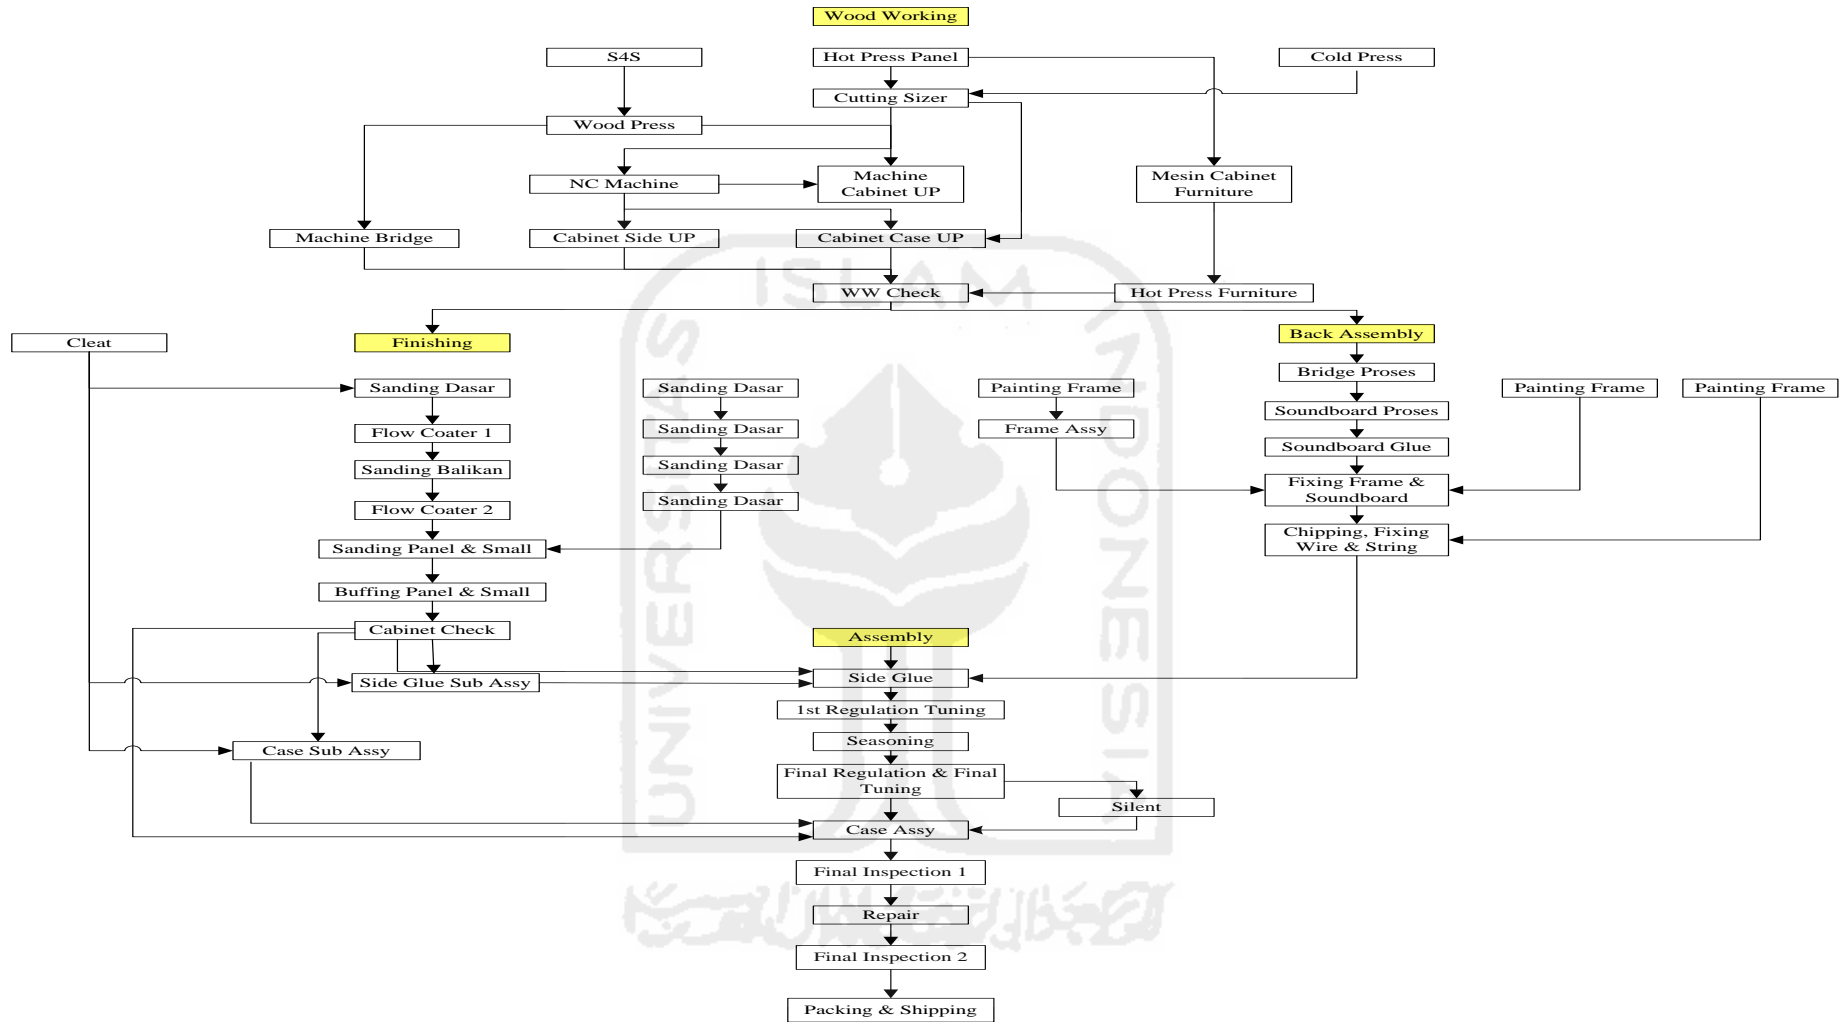 Wood Working
S4S
Hot Press Panel
Cold Press
Cutting Sizer
Wood Press
NC Machine
Machine
Cabinet UP
Mesin Cabinet
Furniture
Machine Bridge
Cabinet Side UP
Cabinet Case UP
WW Check
Hot Press Furniture
Cleat
Finishing
Back Assembly
Bridge Proses
Sanding Dasar
Sanding Dasar
Painting Frame
Painting Frame
Painting Frame
Soundboard Proses
Flow Coater 1
Sanding Dasar
Frame Assy
Soundboard Glue
Sanding Balikan
Sanding Dasar
Fixing Frame &
Soundboard
Flow Coater 2
Sanding Dasar
Chipping, Fixing
Wire & String
Sanding Panel & Small
Buffing Panel & Small
Cabinet Check
Assembly
Side Glue Sub Assy
Side Glue
1st Regulation Tuning
Case Sub Assy
Seasoning
Final Regulation & Final
Tuning
Silent
Case Assy
Final Inspection 1
Repair
Final Inspection 2
Packing & Shipping
UNIVERSITAS
ISLAM
INDONESIA